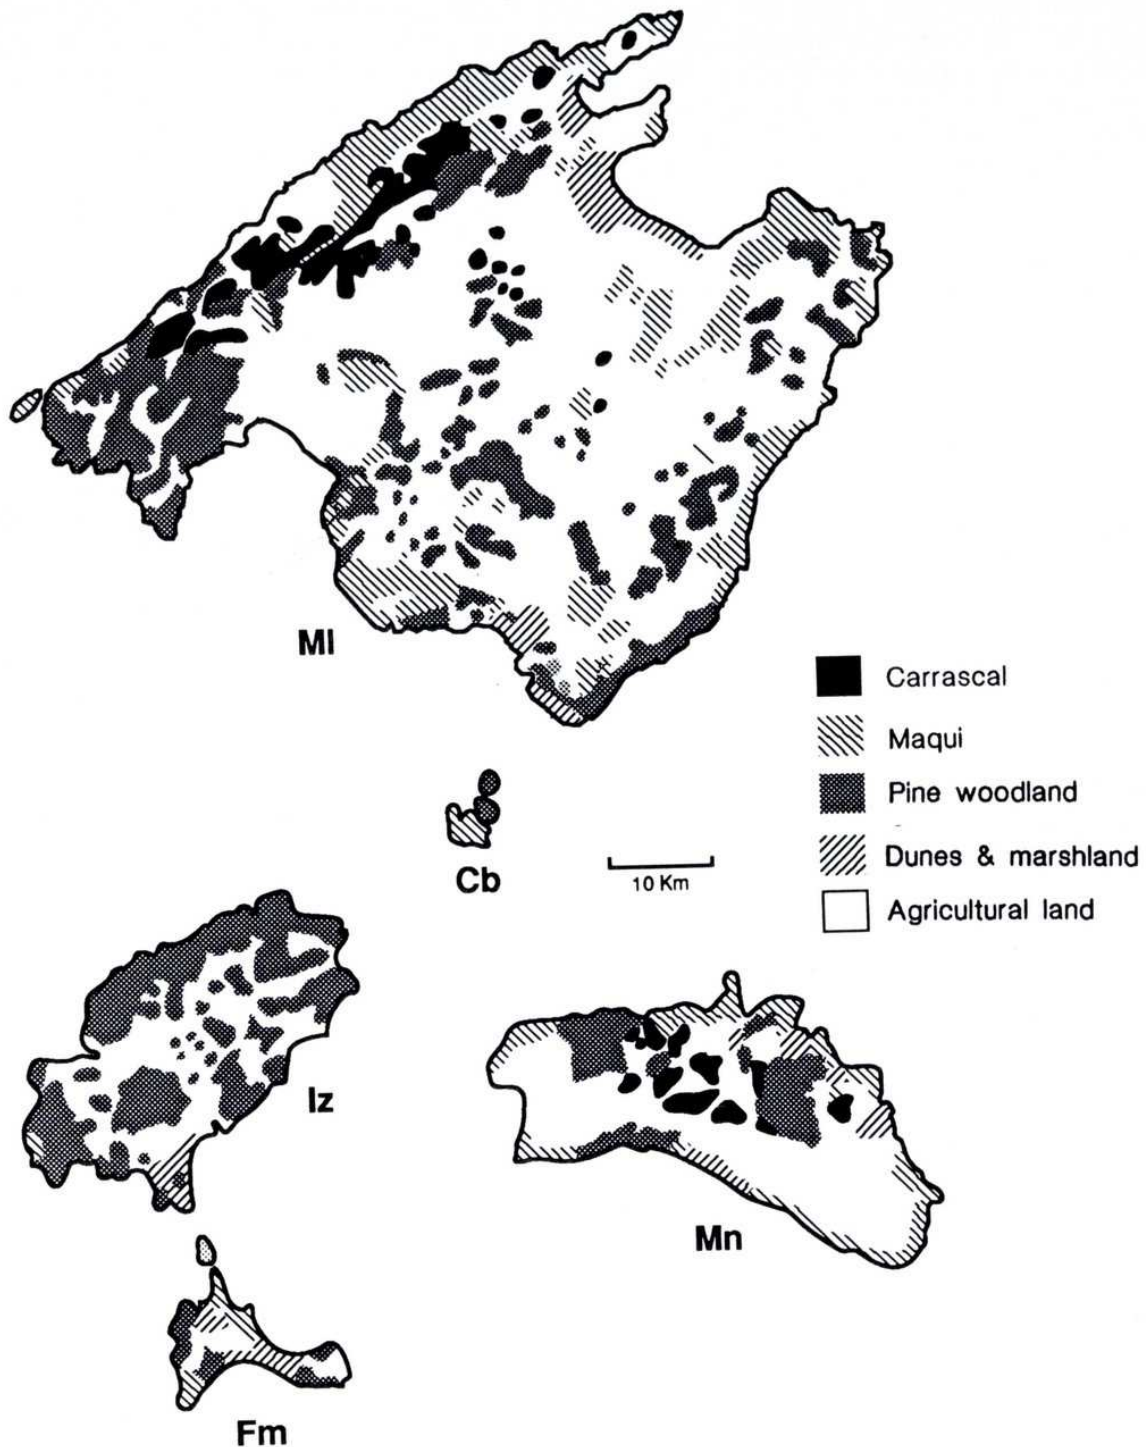 Ml
Carrascal
Maqui
Pine woodland
Dunes & marshland
Agricultural land
Cb
10 Km
Iz
Mn
Fm